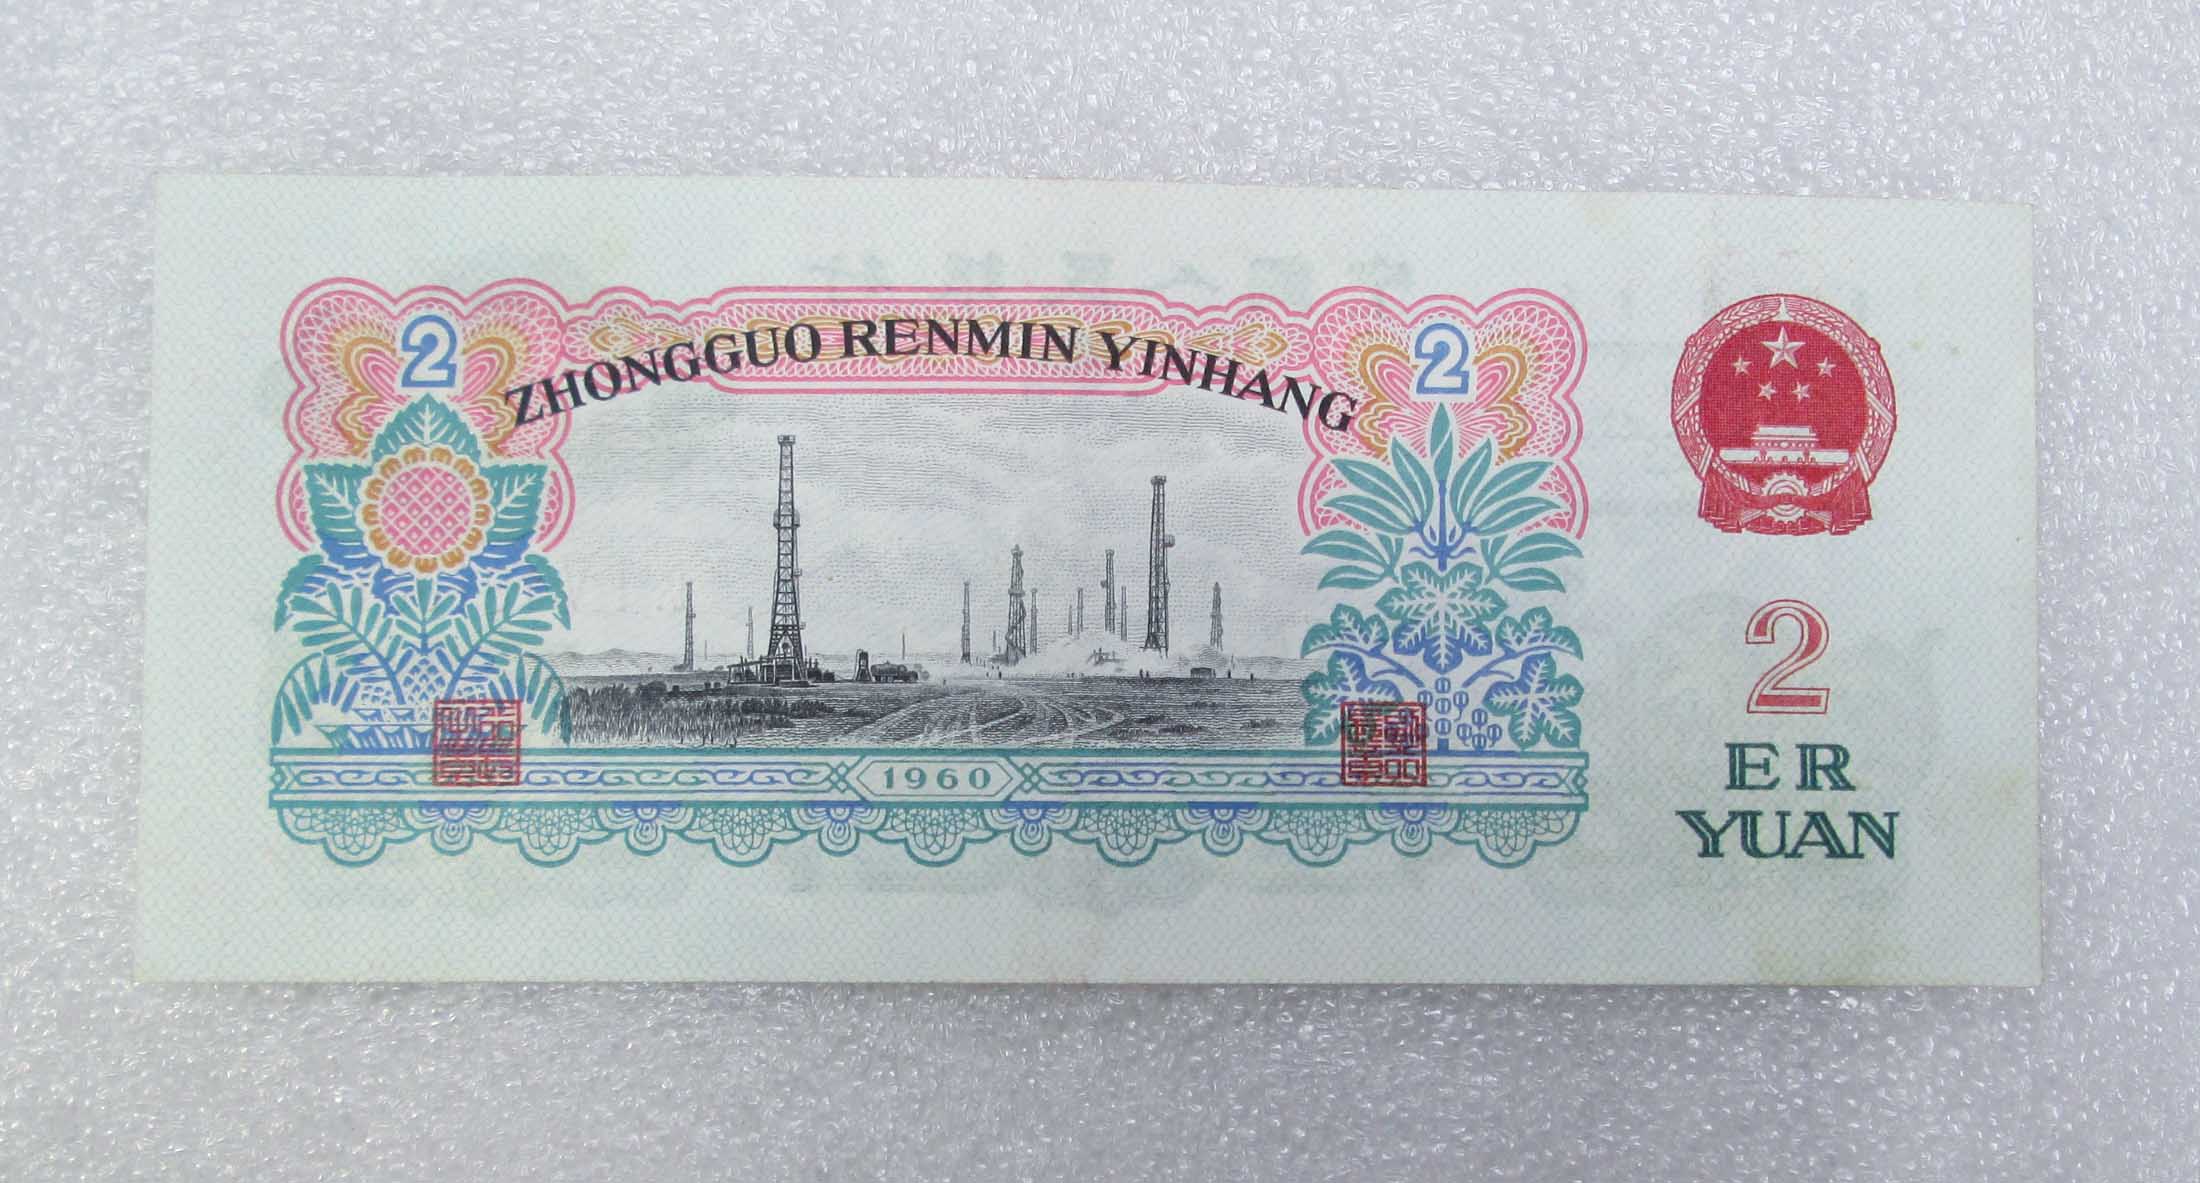 2
ZHONGGUO RENMIN YINHANG
2
1960
2
ER
YUAN